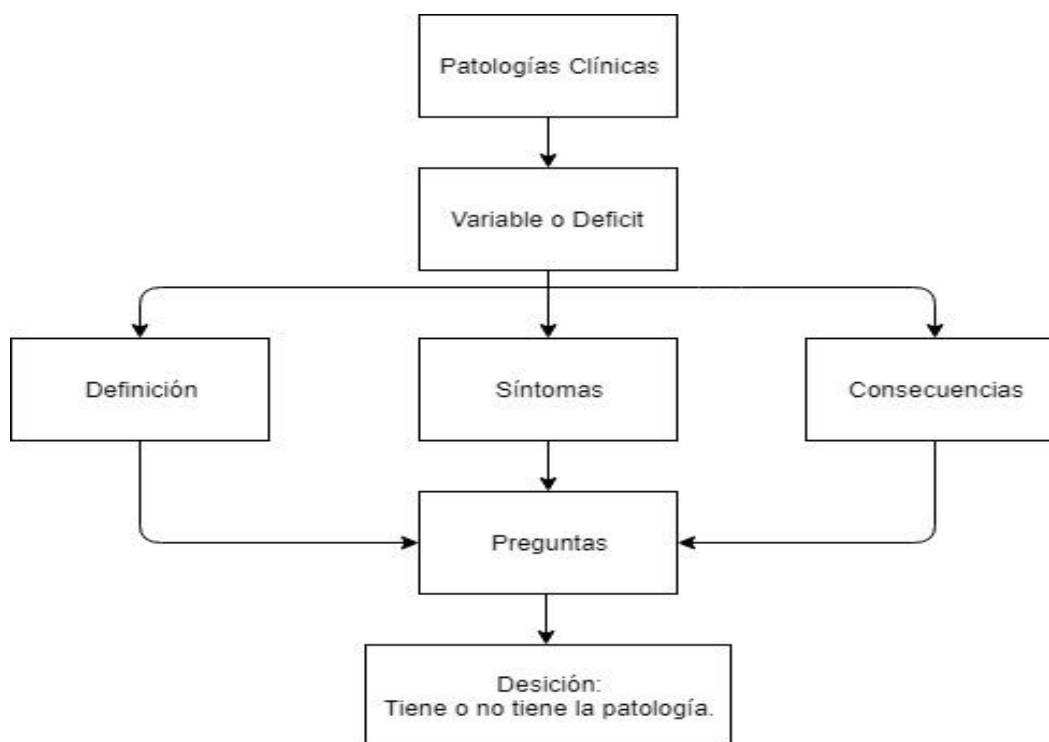 Patologías Clínicas
Variable o Deficit
Definición
Síntomas
Consecuencias
Preguntas
Desición:
Tiene o no tiene la patología.